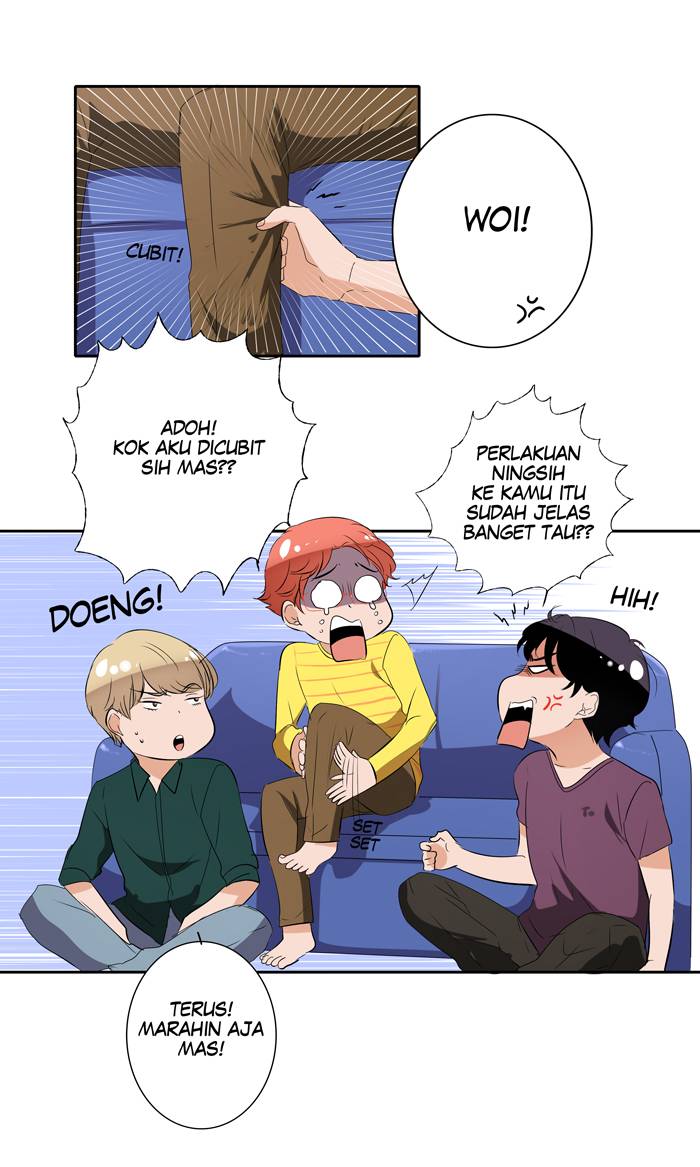 WOI!
CUBIT!
ADOH!
KOK AKU DICUBIT
SIH MAS??
PERLAKUAN
NINGSIH
KE KAMU ITU
SUDAH JELAS
BANGET TAU??
DOENG!
HIH!
SET
SET
TERUS!
MARAHIN AJA
MAS!